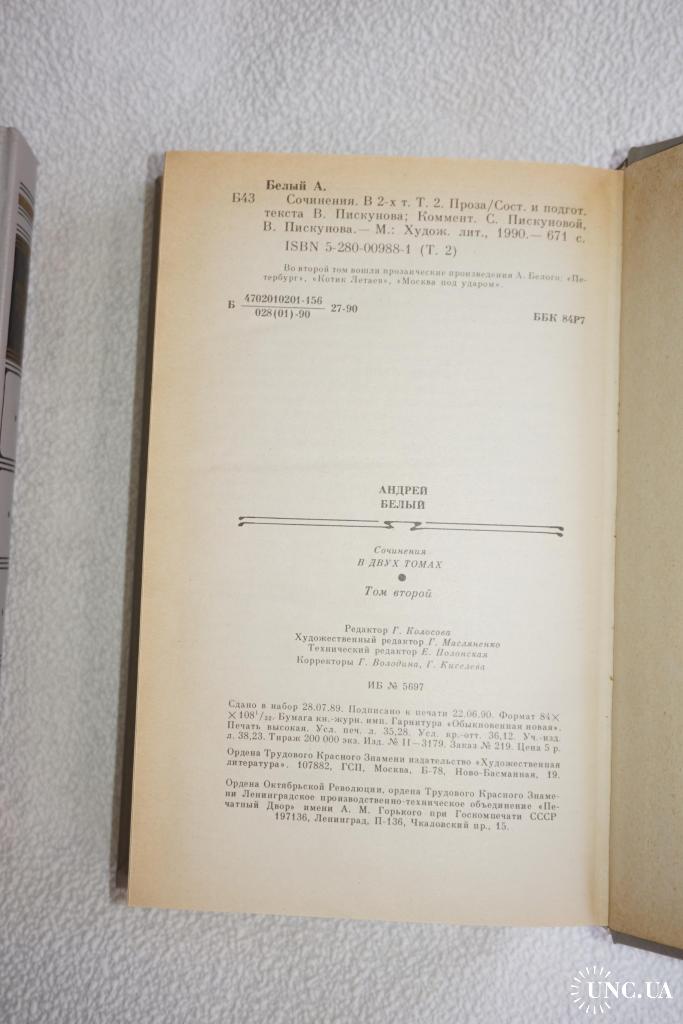 Белый А.
Б43 Сочинения. В 2-х т. Т. 2. Проза/Сост. и подгот.
текста В. Пискунова; Коммент. С. Пискуновой,
В. Пискунова.— М.: Худож. лит., 1990.— 671 с.
ISBN 5-280-00988-1 (Т. 2)
Во второй том вошли прозаические произведения А. Белого: «Пе-
тербург», «Котик Летаев», «Москва под ударом».
Б 4702010201-156 27-90
028(01)-90
ББК 84Р7
АНДРЕЙ
БЕЛЫЙ
Сочинения
В ДВУХ ТОМАХ
Том второй
Редактор Г. Колосова
Художественный редактор Г. Масляненко
Технический редактор Е. Полонская
Корректоры Г. Володина, Г. Киселева
ИБ № 5697
Сдано в набор 28.07.89. Подписано к печати 22.06.90. Формат 84×
×108¹/₃₂. Бумага кн.-журн. имп. Гарнитура «Обыкновенная новая».
Печать высокая. Усл. печ. л. 35,28. Усл. кр.-отт. 36,12. Уч.-изд.
л. 38,23. Тираж 200 000 экз. Изд. № II—3179. Заказ № 219. Цена 5 р.
Ордена Трудового Красного Знамени издательство «Художественная
литература». 107882, ГСП, Москва, Б-78, Ново-Басманная, 19.
Ордена Октябрьской Революции, ордена Трудового Красного Знаме-
ни Ленинградское производственно-техническое объединение «Пе-
чатный Двор» имени А. М. Горького при Госкомпечати СССР
197136, Ленинград, П-136, Чкаловский пр., 15.
UNC.UA